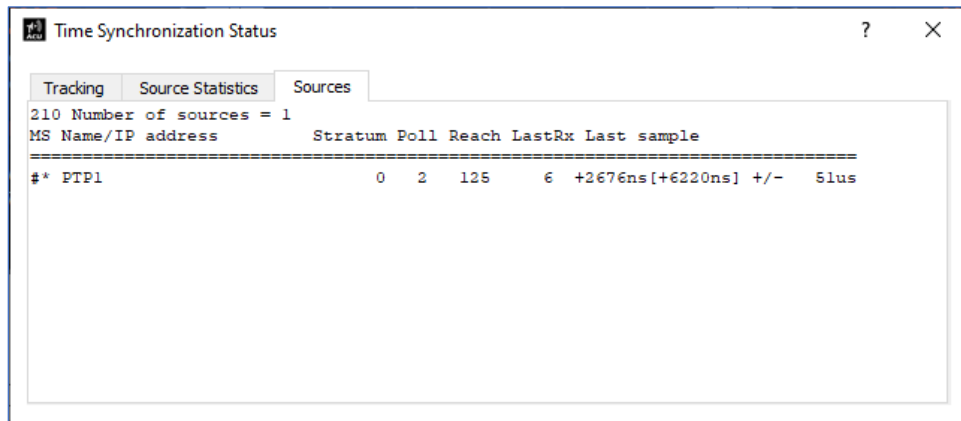 ACU Time Synchronization Status ? ×
Tracking Source Statistics Sources
210 Number of sources = 1
MS Name/IP address Stratum Poll Reach LastRx Last sample
===============================================================================
#* PTP1 0 2 125 6 +2676ns[+6220ns] +/- 51us